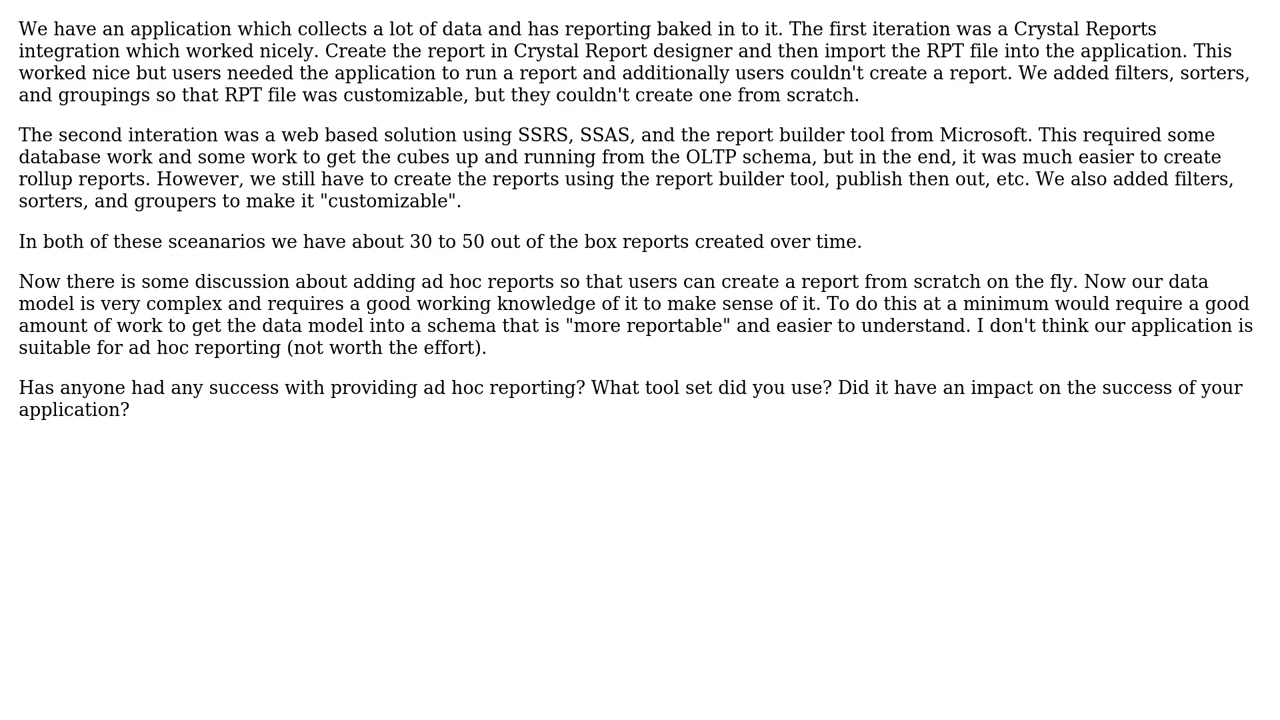 We have an application which collects a lot of data and has reporting baked in to it. The first iteration was a Crystal Reports
integration which worked nicely. Create the report in Crystal Report designer and then import the RPT file into the application. This
worked nice but users needed the application to run a report and additionally users couldn't create a report. We added filters, sorters,
and groupings so that RPT file was customizable, but they couldn't create one from scratch.
The second interation was a web based solution using SSRS, SSAS, and the report builder tool from Microsoft. This required some
database work and some work to get the cubes up and running from the OLTP schema, but in the end, it was much easier to create
rollup reports. However, we still have to create the reports using the report builder tool, publish then out, etc. We also added filters,
sorters, and groupers to make it "customizable".
In both of these sceanarios we have about 30 to 50 out of the box reports created over time.
Now there is some discussion about adding ad hoc reports so that users can create a report from scratch on the fly. Now our data
model is very complex and requires a good working knowledge of it to make sense of it. To do this at a minimum would require a good
amount of work to get the data model into a schema that is "more reportable" and easier to understand. I don't think our application is
suitable for ad hoc reporting (not worth the effort).
Has anyone had any success with providing ad hoc reporting? What tool set did you use? Did it have an impact on the success of your
application?